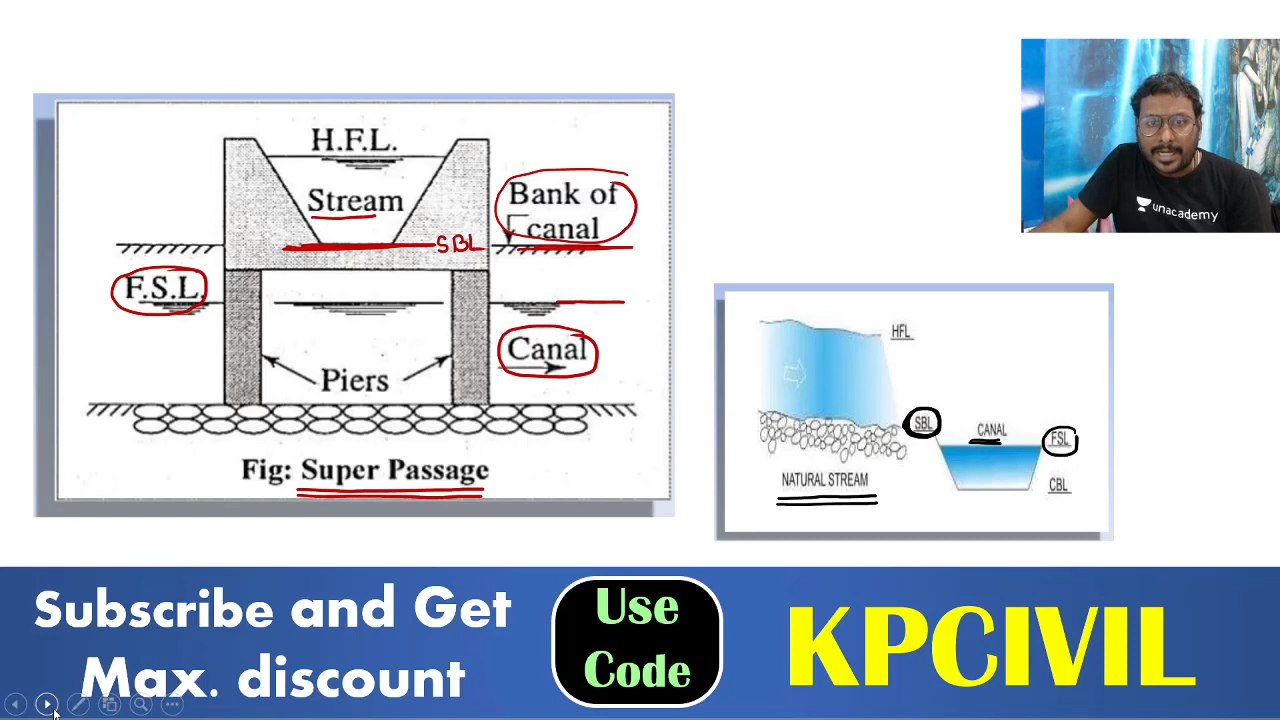 H.F.L.
Stream
SBL
Bank of
canal
F.S.L.
Canal
Piers
Fig: Super Passage
unacademy
HFL
SBL
CANAL
FSL
NATURAL STREAM
CBL
Subscribe and Get
Max. discount
Use
Code
KPCIVIL